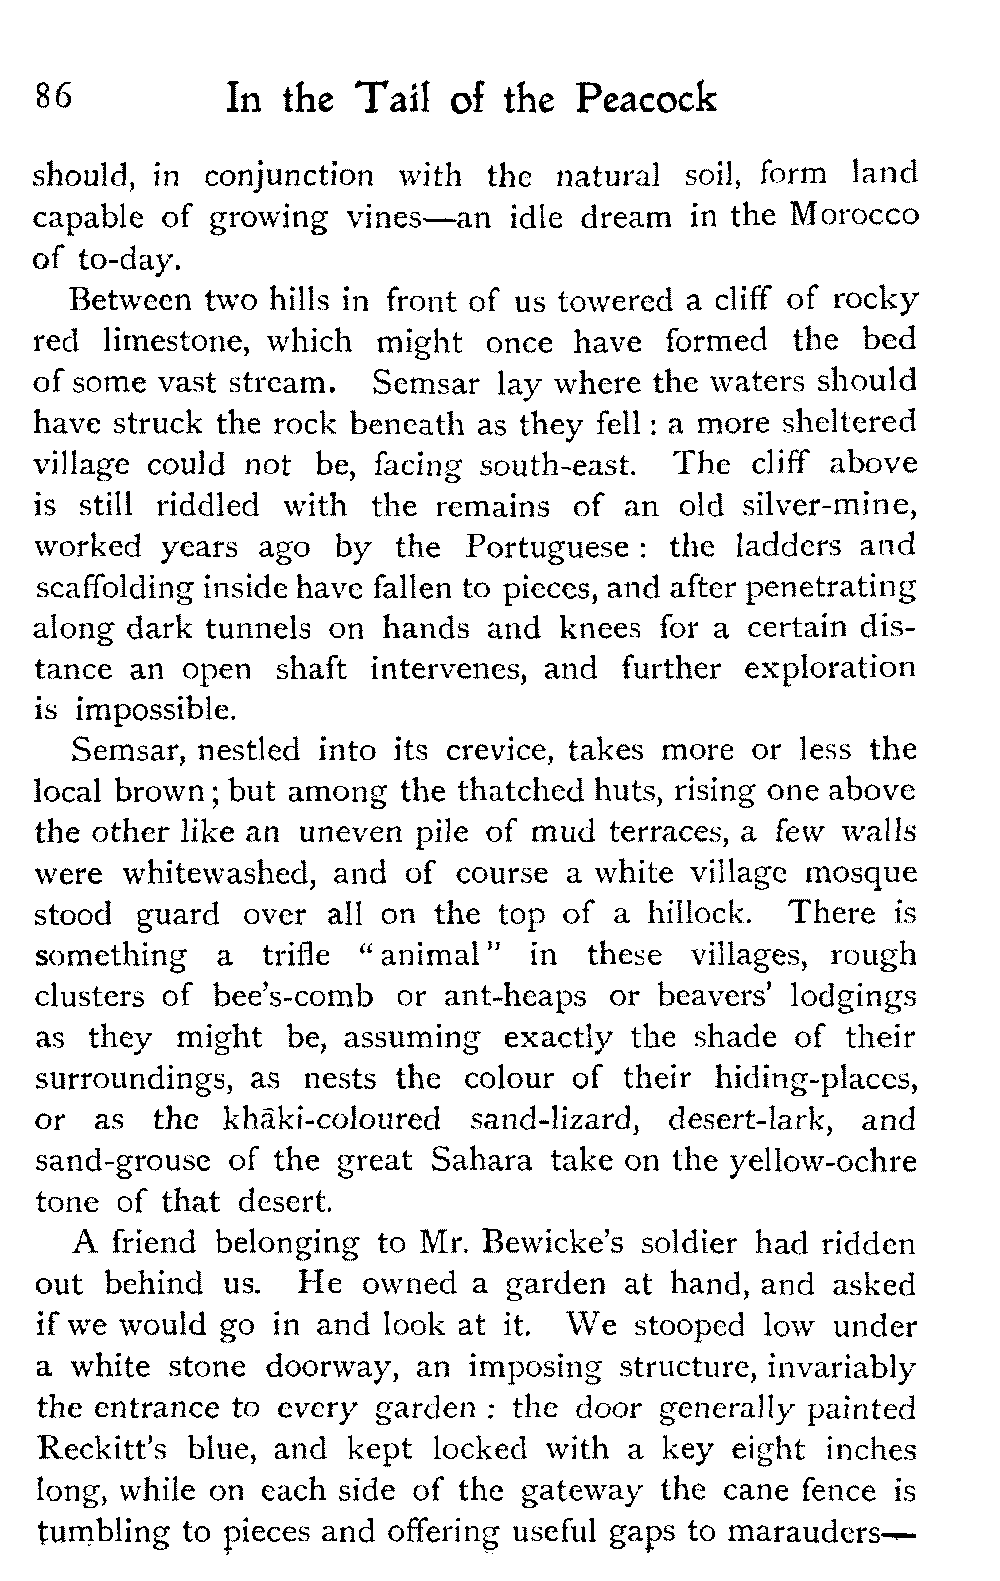 86 In the Tail of the Peacock
should, in conjunction with the natural soil, form land
capable of growing vines—an idle dream in the Morocco
of to-day.
Between two hills in front of us towered a cliff of rocky
red limestone, which might once have formed the bed
of some vast stream. Semsar lay where the waters should
have struck the rock beneath as they fell : a more sheltered
village could not be, facing south-east. The cliff above
is still riddled with the remains of an old silver-mine,
worked years ago by the Portuguese : the ladders and
scaffolding inside have fallen to pieces, and after penetrating
along dark tunnels on hands and knees for a certain dis-
tance an open shaft intervenes, and further exploration
is impossible.
Semsar, nestled into its crevice, takes more or less the
local brown ; but among the thatched huts, rising one above
the other like an uneven pile of mud terraces, a few walls
were whitewashed, and of course a white village mosque
stood guard over all on the top of a hillock. There is
something a trifle "animal" in these villages, rough
clusters of bee's-comb or ant-heaps or beavers' lodgings
as they might be, assuming exactly the shade of their
surroundings, as nests the colour of their hiding-places,
or as the khāki-coloured sand-lizard, desert-lark, and
sand-grouse of the great Sahara take on the yellow-ochre
tone of that desert.
A friend belonging to Mr. Bewicke's soldier had ridden
out behind us. He owned a garden at hand, and asked
if we would go in and look at it. We stooped low under
a white stone doorway, an imposing structure, invariably
the entrance to every garden : the door generally painted
Reckitt's blue, and kept locked with a key eight inches
long, while on each side of the gateway the cane fence is
tumbling to pieces and offering useful gaps to marauders—